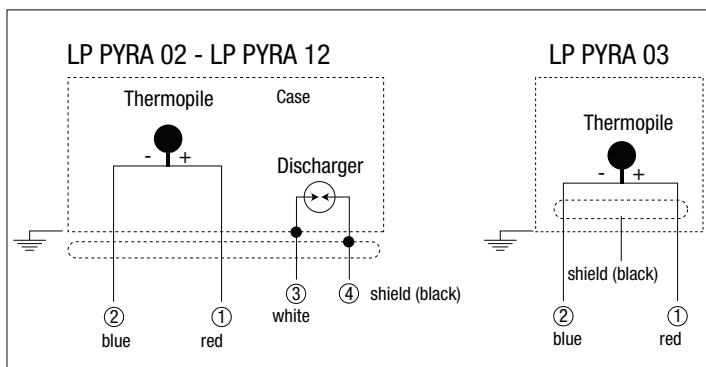 LP PYRA 02 - LP PYRA 12
Thermopile
Case
- +
Discharger
2
1
3
4
shield (black)
white
blue
red
LP PYRA 03
Thermopile
- +
shield (black)
2
1
blue
red